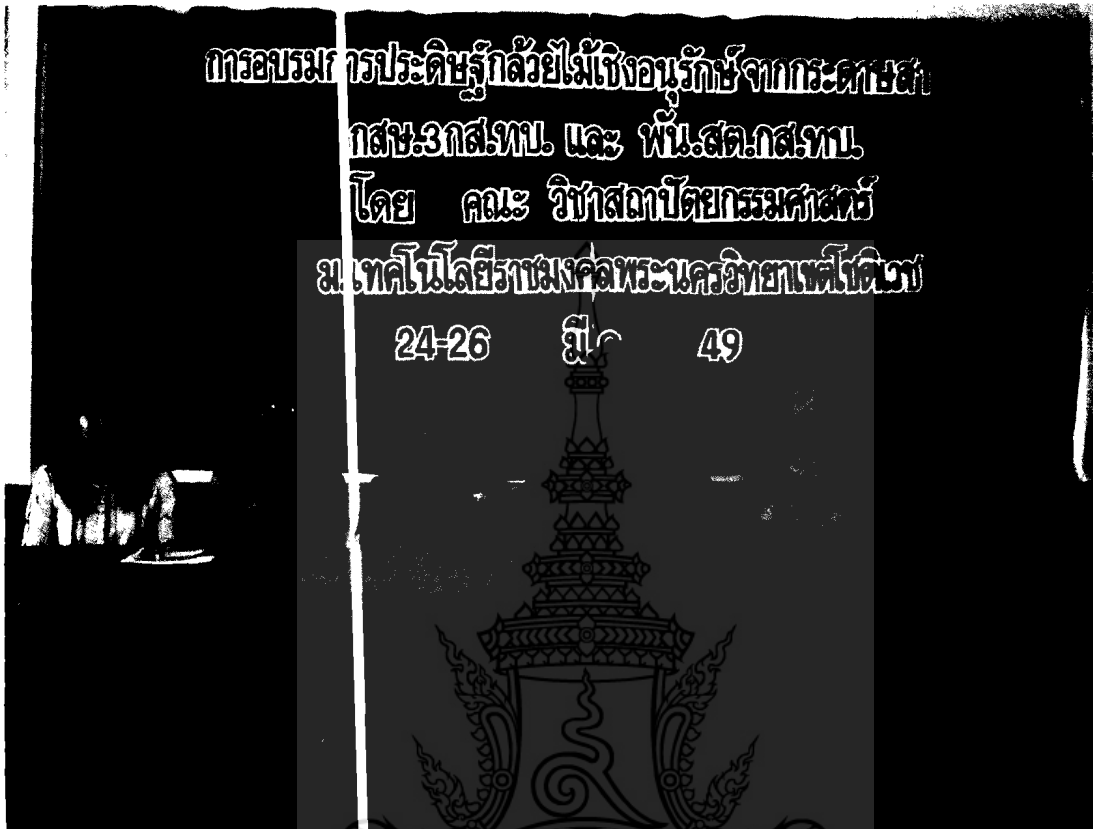 การอบรมการประดิษฐ์กล้วยไม้เชิงอนุรักษ์ จากกระดาษสา
กสษ.3กส.ทบ. และ พัน.สต.กส.ทบ.
โดย คณะ วิชาสถาปัตยกรรมศาสตร์
ม.เทคโนโลยีราชมงคลพระนครวิทยาเขตโชติเวช
24-26 มี.ค 49